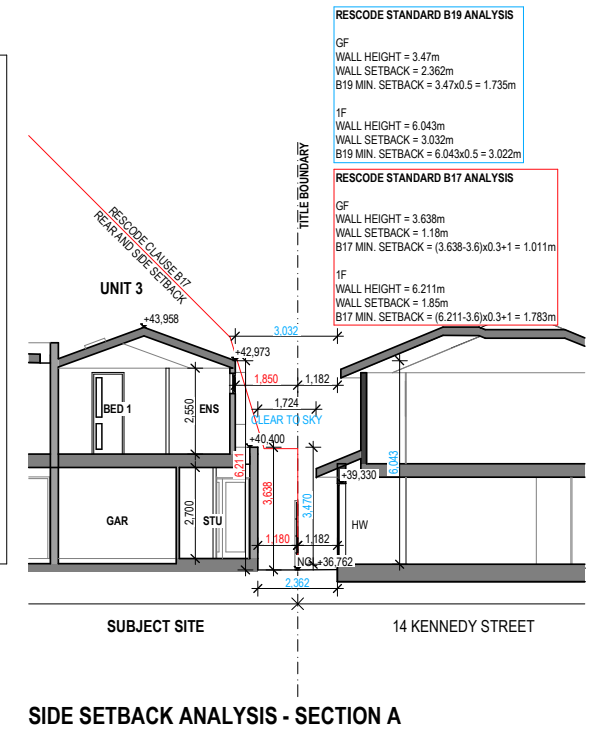 RESCODE STANDARD B19 ANALYSIS
GF
WALL HEIGHT = 3.47m
WALL SETBACK = 2.362m
B19 MIN. SETBACK = 3.47x0.5 = 1.735m
1F
WALL HEIGHT = 6.043m
WALL SETBACK = 3.032m
B19 MIN. SETBACK = 6.043x0.5 = 3.022m
RESCODE STANDARD B17 ANALYSIS
GF
WALL HEIGHT = 3.638m
WALL SETBACK = 1.18m
B17 MIN. SETBACK = (3.638-3.6)x0.3+1 = 1.011m
1F
WALL HEIGHT = 6.211m
WALL SETBACK = 1.85m
B17 MIN. SETBACK = (6.211-3.6)x0.3+1 = 1.783m
TITLE BOUNDARY
RESCODE CLAUSE B17
REAR AND SIDE SETBACK
UNIT 3
+43,958
3,032
+42,973
1,850
1,182
1,724
CLEAR TO SKY
BED 1
2,550
ENS
+40,400
6,211
3,638
3,470
6,043
+39,330
GAR
2,700
STU
HW
1,180
1,182
+36,762
2,362
SUBJECT SITE
14 KENNEDY STREET
SIDE SETBACK ANALYSIS - SECTION A